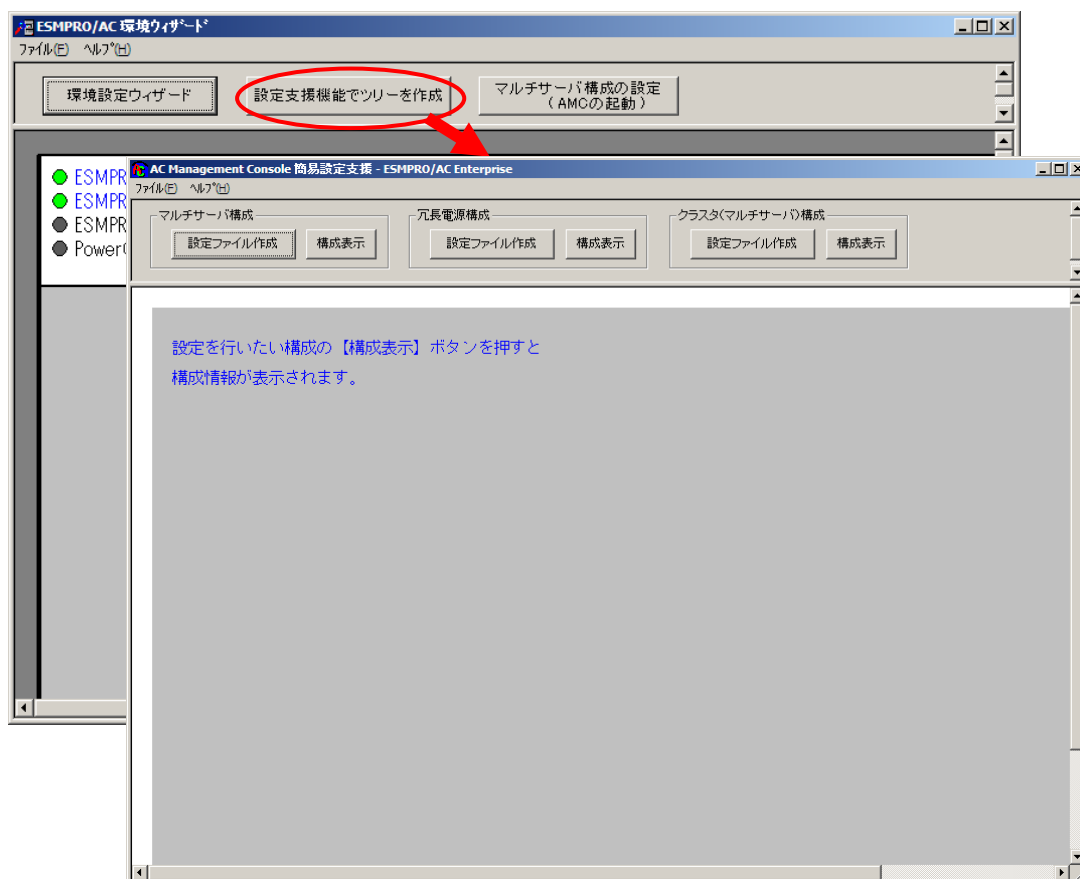 ESMPRO/AC 環境ウィザード
ファイル(F) ヘルプ(H)
環境設定ウィザード
設定支援機能でツリーを作成
マルチサーバ構成の設定
(AMCの起動)
ESMPR
ESMPR
ESMPR
Power
AC Management Console 簡易設定支援 - ESMPRO/AC Enterprise
ファイル(F) ヘルプ(H)
マルチサーバ構成
設定ファイル作成
構成表示
冗長電源構成
設定ファイル作成
構成表示
クラスタ(マルチサーバ)構成
設定ファイル作成
構成表示
設定を行いたい構成の【構成表示】ボタンを押すと
構成情報が表示されます。